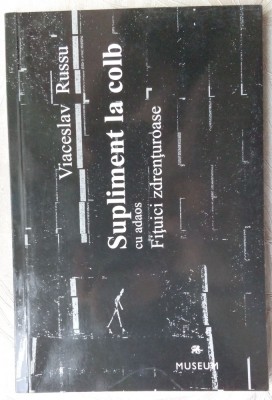 Viaceslav Russu
Supliment la colb
cu adaos
Fițuici zdrențuroase
MUSEUM